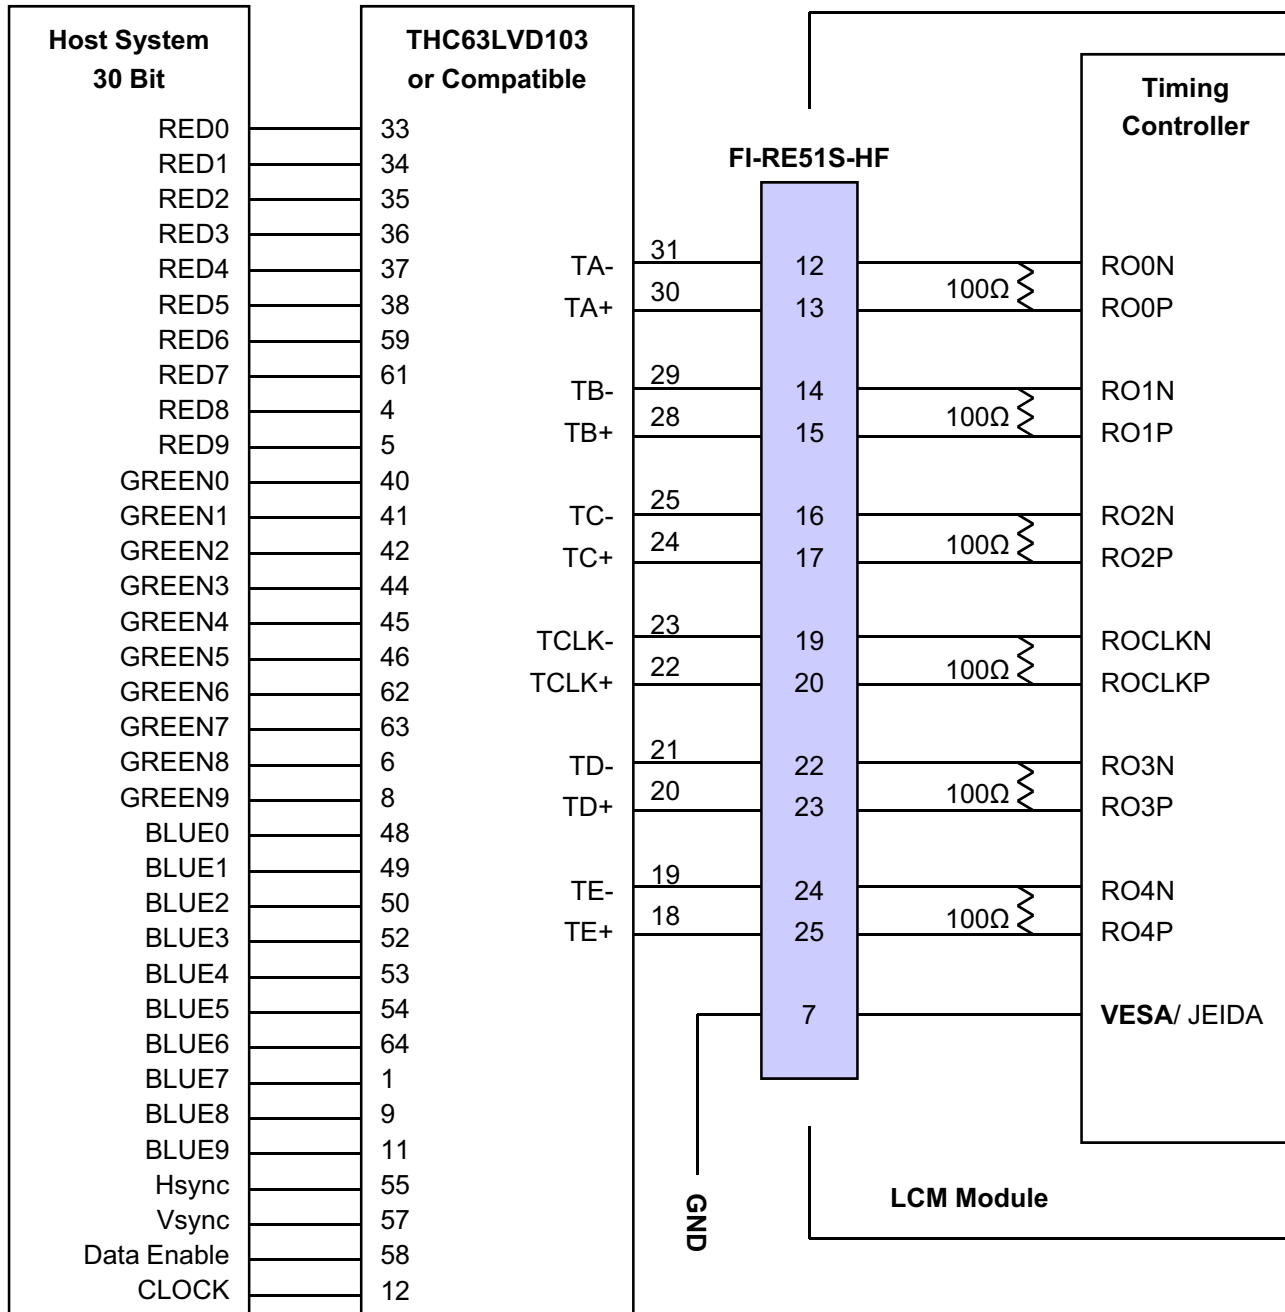 Host System
30 Bit
RED0
RED1
RED2
RED3
RED4
RED5
RED6
RED7
RED8
RED9
GREEN0
GREEN1
GREEN2
GREEN3
GREEN4
GREEN5
GREEN6
GREEN7
GREEN8
GREEN9
BLUE0
BLUE1
BLUE2
BLUE3
BLUE4
BLUE5
BLUE6
BLUE7
BLUE8
BLUE9
Hsync
Vsync
Data Enable
CLOCK
THC63LVD103
or Compatible
33
34
35
36
37
38
59
61
4
5
40
41
42
44
45
46
62
63
6
8
48
49
50
52
53
54
64
1
9
11
55
57
58
12
TA-
TA+
TB-
TB+
TC-
TC+
TCLK-
TCLK+
TD-
TD+
TE-
TE+
31
30
29
28
25
24
23
22
21
20
19
18
GND
FI-RE51S-HF
12
13
14
15
16
17
19
20
22
23
24
25
7
100Ω
100Ω
100Ω
100Ω
100Ω
100Ω
Timing
Controller
RO0N
RO0P
RO1N
RO1P
RO2N
RO2P
ROCLKN
ROCLKP
RO3N
RO3P
RO4N
RO4P
VESA/ JEIDA
LCM Module